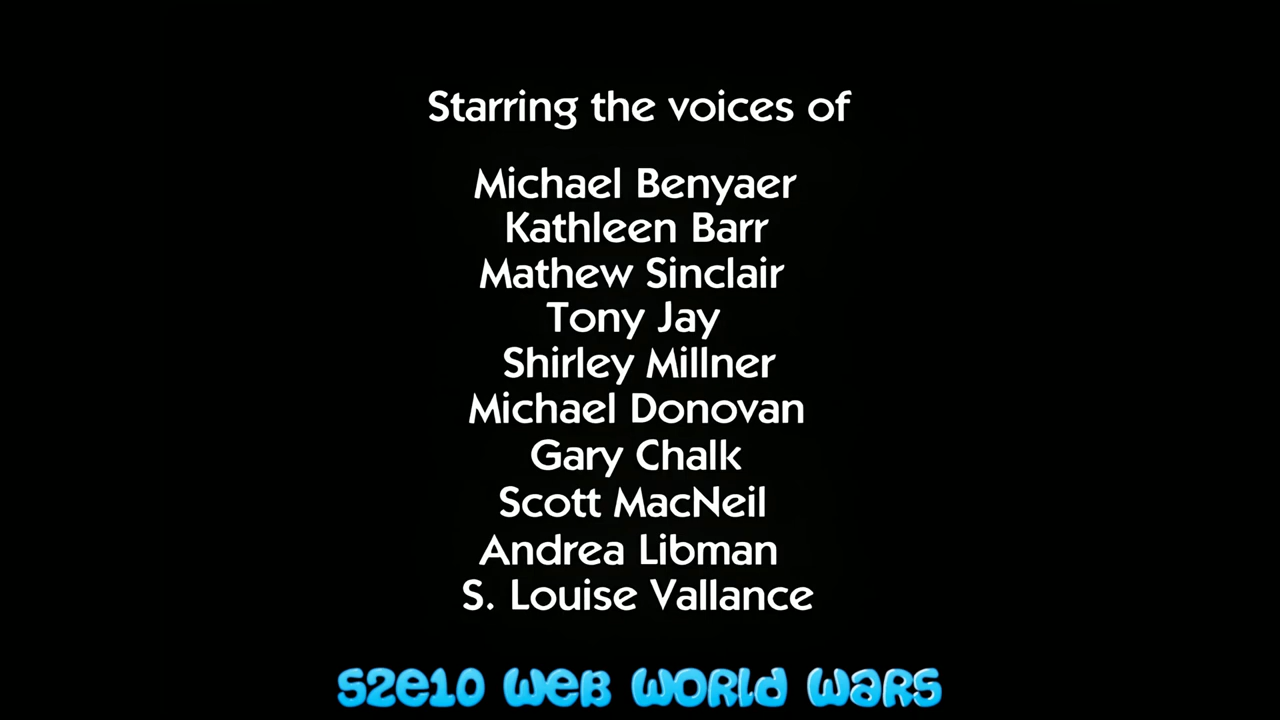 Starring the voices of
Michael Benyaer
Kathleen Barr
Mathew Sinclair
Tony Jay
Shirley Millner
Michael Donovan
Gary Chalk
Scott MacNeil
Andrea Libman
S. Louise Vallance
S2E10 WEB WORLD WARS